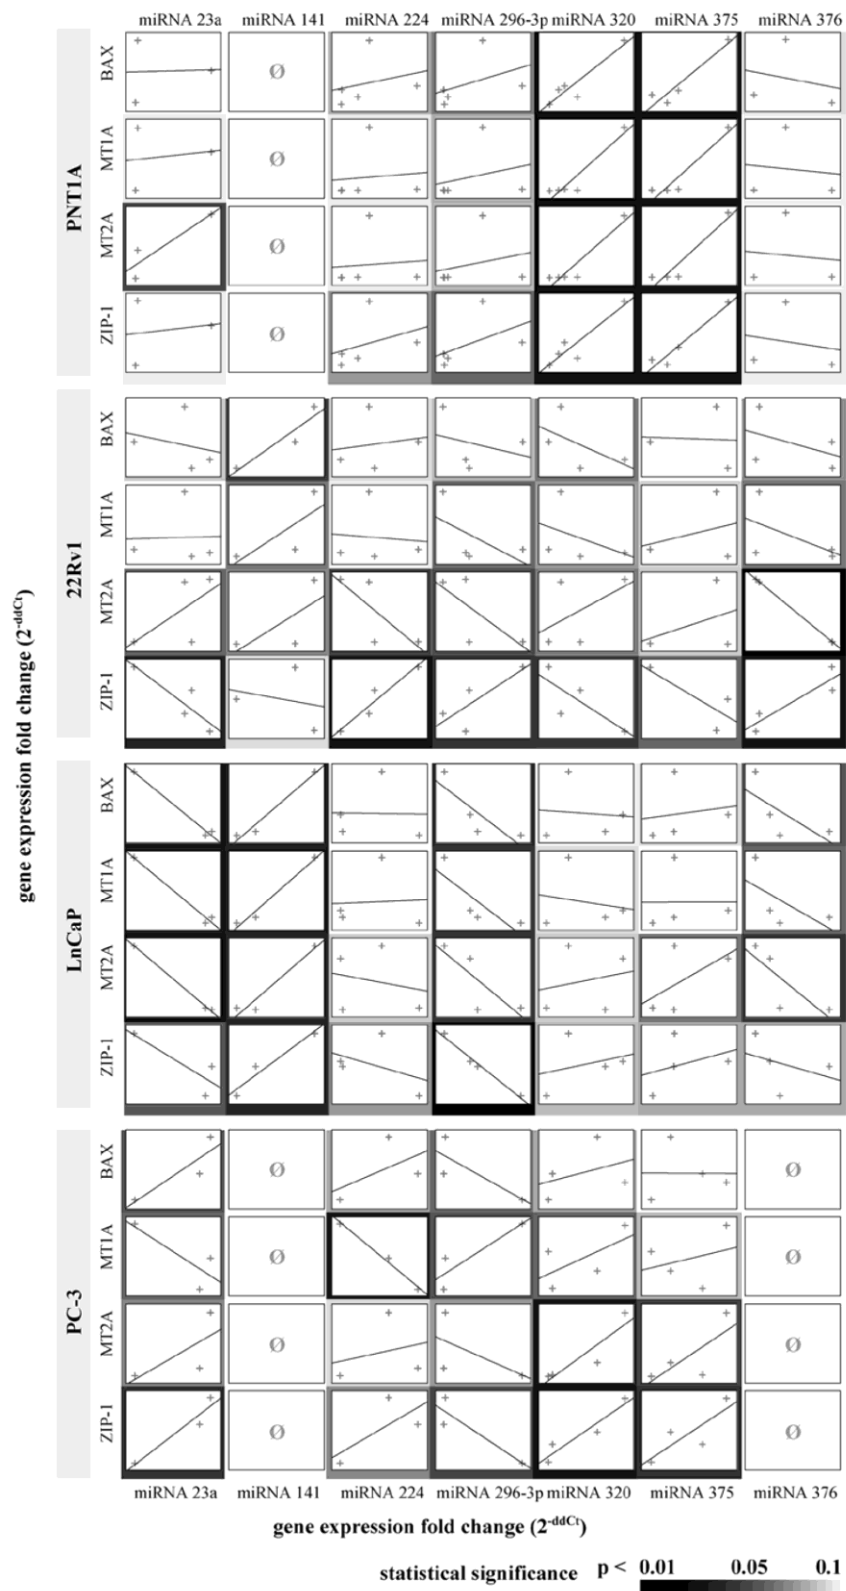 miRNA 23a miRNA 141 miRNA 224 miRNA 296-3p miRNA 320 miRNA 375 miRNA 376
PNT1A
BAX
Ø
MT1A
Ø
MT2A
Ø
ZIP-1
Ø
22Rv1
BAX
MT1A
MT2A
ZIP-1
gene expression fold change (2-ddCt)
LnCaP
BAX
MT1A
MT2A
ZIP-1
PC-3
BAX
Ø Ø
MT1A
Ø Ø
MT2A
Ø Ø
ZIP-1
Ø Ø
miRNA 23a miRNA 141 miRNA 224 miRNA 296-3p miRNA 320 miRNA 375 miRNA 376
gene expression fold change (2-ddCt)
statistical significance p < 0.01 0.05 0.1